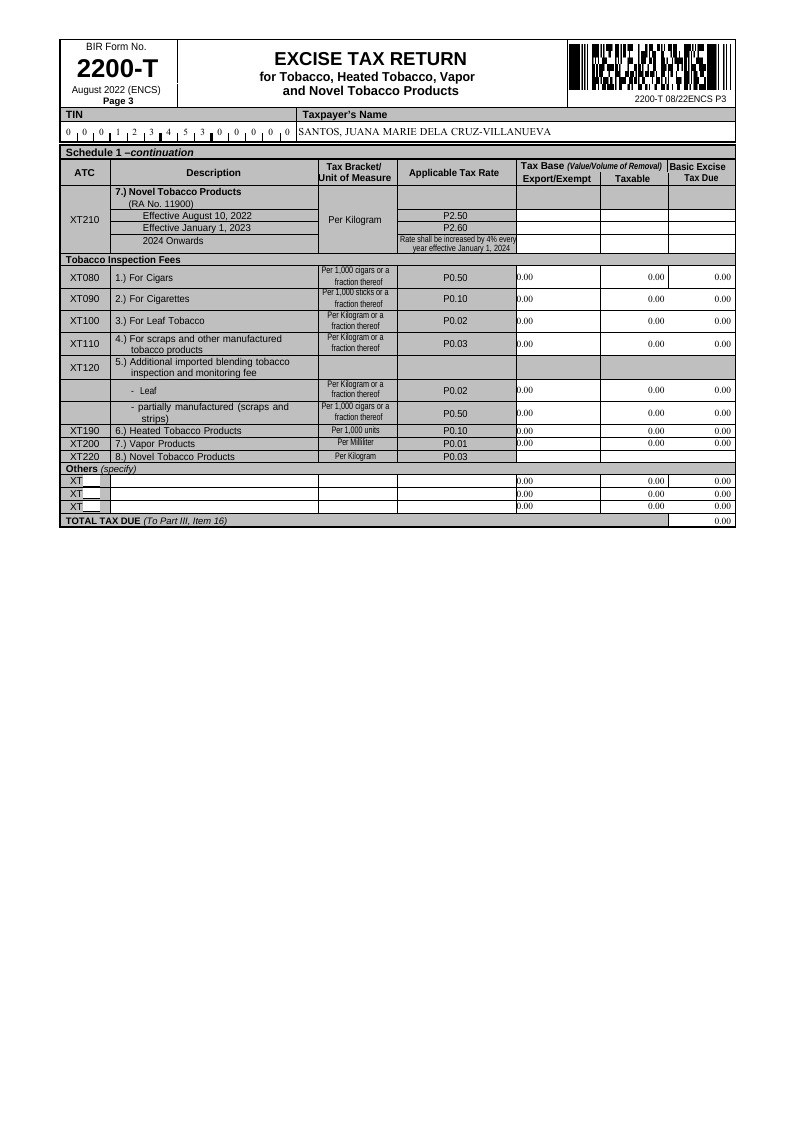 BIR Form No.
2200-T
August 2022 (ENCS)
Page 3
EXCISE TAX RETURN
for Tobacco, Heated Tobacco, Vapor
and Novel Tobacco Products
2200-T 08/22ENCS P3
TIN Taxpayer's Name
0 0 0 1 2 3 4 5 3 0 0 0 0 0 SANTOS, JUANA MARIE DELA CRUZ-VILLANUEVA
Schedule 1 –continuation
ATC Description Tax Bracket/ Unit of Measure Applicable Tax Rate Tax Base (Value/Volume of Removal) Export/Exempt Taxable Basic Excise Tax Due
XT210 7.) Novel Tobacco Products
(RA No. 11900) Per Kilogram
Effective August 10, 2022 P2.50
Effective January 1, 2023 P2.60
2024 Onwards Rate shall be increased by 4% every year effective January 1, 2024
Tobacco Inspection Fees
XT080 1.) For Cigars Per 1,000 cigars or a fraction thereof P0.50 0.00 0.00 0.00
XT090 2.) For Cigarettes Per 1,000 sticks or a fraction thereof P0.10 0.00 0.00 0.00
XT100 3.) For Leaf Tobacco Per Kilogram or a fraction thereof P0.02 0.00 0.00 0.00
XT110 4.) For scraps and other manufactured tobacco products Per Kilogram or a fraction thereof P0.03 0.00 0.00 0.00
XT120 5.) Additional imported blending tobacco inspection and monitoring fee
- Leaf Per Kilogram or a fraction thereof P0.02 0.00 0.00 0.00
- partially manufactured (scraps and strips) Per 1,000 cigars or a fraction thereof P0.50 0.00 0.00 0.00
XT190 6.) Heated Tobacco Products Per 1,000 units P0.10 0.00 0.00 0.00
XT200 7.) Vapor Products Per Milliliter P0.01 0.00 0.00 0.00
XT220 8.) Novel Tobacco Products Per Kilogram P0.03
Others (specify)
XT 0.00 0.00 0.00
XT 0.00 0.00 0.00
XT 0.00 0.00 0.00
TOTAL TAX DUE (To Part III, Item 16) 0.00